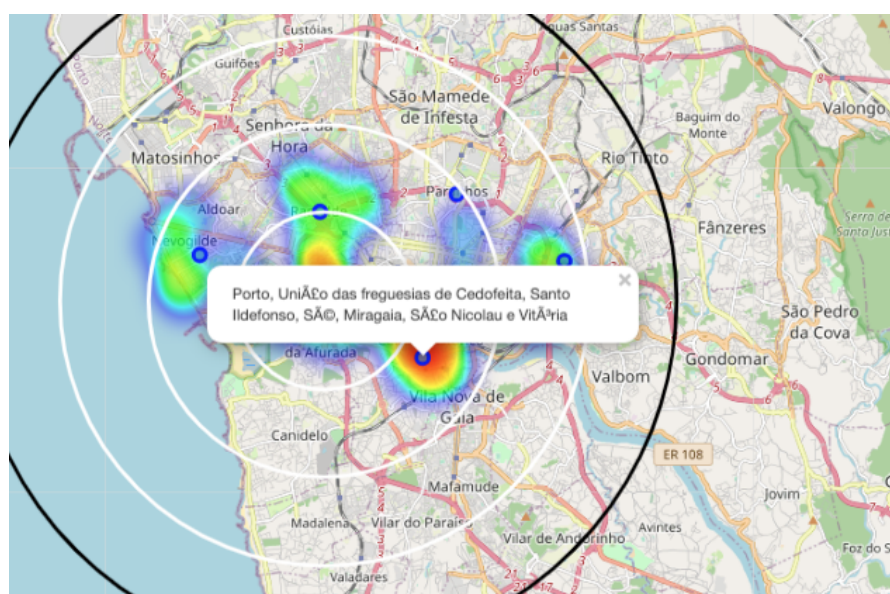 Custóias
Águas Santas
Guifões
São Mamede
de Infesta
Valongo
Porto
Senhora da
Hora
Baguim do
Monte
Matosinhos
Rio Tinto
Aldoar
Fânzeres
Serra de
Santa Just
Nevogilde
Porto, UniÃ£o das freguesias de Cedofeita, Santo
Ildefonso, SÃ©, Miragaia, SÃ£o Nicolau e VitÃ³ria
×
São Pedro
da Cova
da Afurada
Gondomar
Valbom
Vila Nova de
Gaia
Canidelo
ER 108
Mafamude
Jovim
Madalena
Vilar do Paraíso
Avintes
Vilar de Andorinho
Foz do S
Valadares